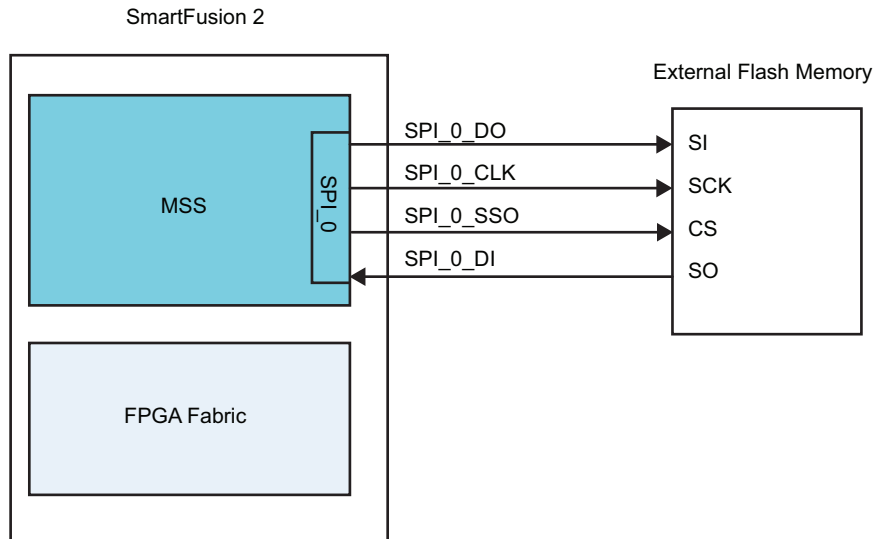 SmartFusion 2
External Flash Memory
MSS
SPI_0
SPI_0_DO
SI
SPI_0_CLK
SCK
SPI_0_SSO
CS
SPI_0_DI
SO
FPGA Fabric